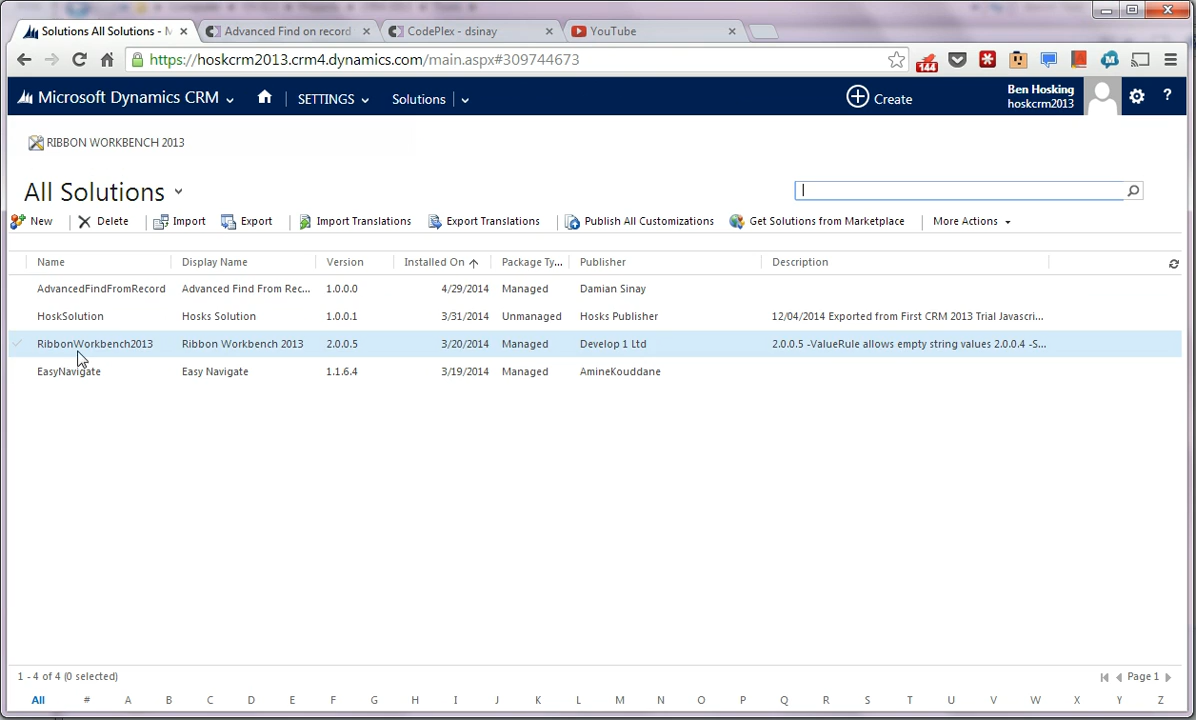 Solutions All Solutions - M
Advanced Find on record
CodePlex - dsinay
YouTube
https://hoskcrm2013.crm4.dynamics.com/main.aspx#309744673
144
Microsoft Dynamics CRM
SETTINGS
Solutions
Create
Ben Hosking
hoskcrm2013
?
RIBBON WORKBENCH 2013
All Solutions
New
Delete
Import
Export
Import Translations
Export Translations
Publish All Customizations
Get Solutions from Marketplace
More Actions
Name Display Name Version Installed On Package Ty... Publisher Description
AdvancedFindFromRecord Advanced Find From Rec... 1.0.0.0 4/29/2014 Managed Damian Sinay
HoskSolution Hosks Solution 1.0.0.1 3/31/2014 Unmanaged Hosks Publisher 12/04/2014 Exported from First CRM 2013 Trial Javascri...
RibbonWorkbench2013 Ribbon Workbench 2013 2.0.0.5 3/20/2014 Managed Develop 1 Ltd 2.0.0.5 -ValueRule allows empty string values 2.0.0.4 -S...
EasyNavigate Easy Navigate 1.1.6.4 3/19/2014 Managed AmineKouddane
1 - 4 of 4 (0 selected)
Page 1
All # A B C D E F G H I J K L M N O P Q R S T U V W X Y Z